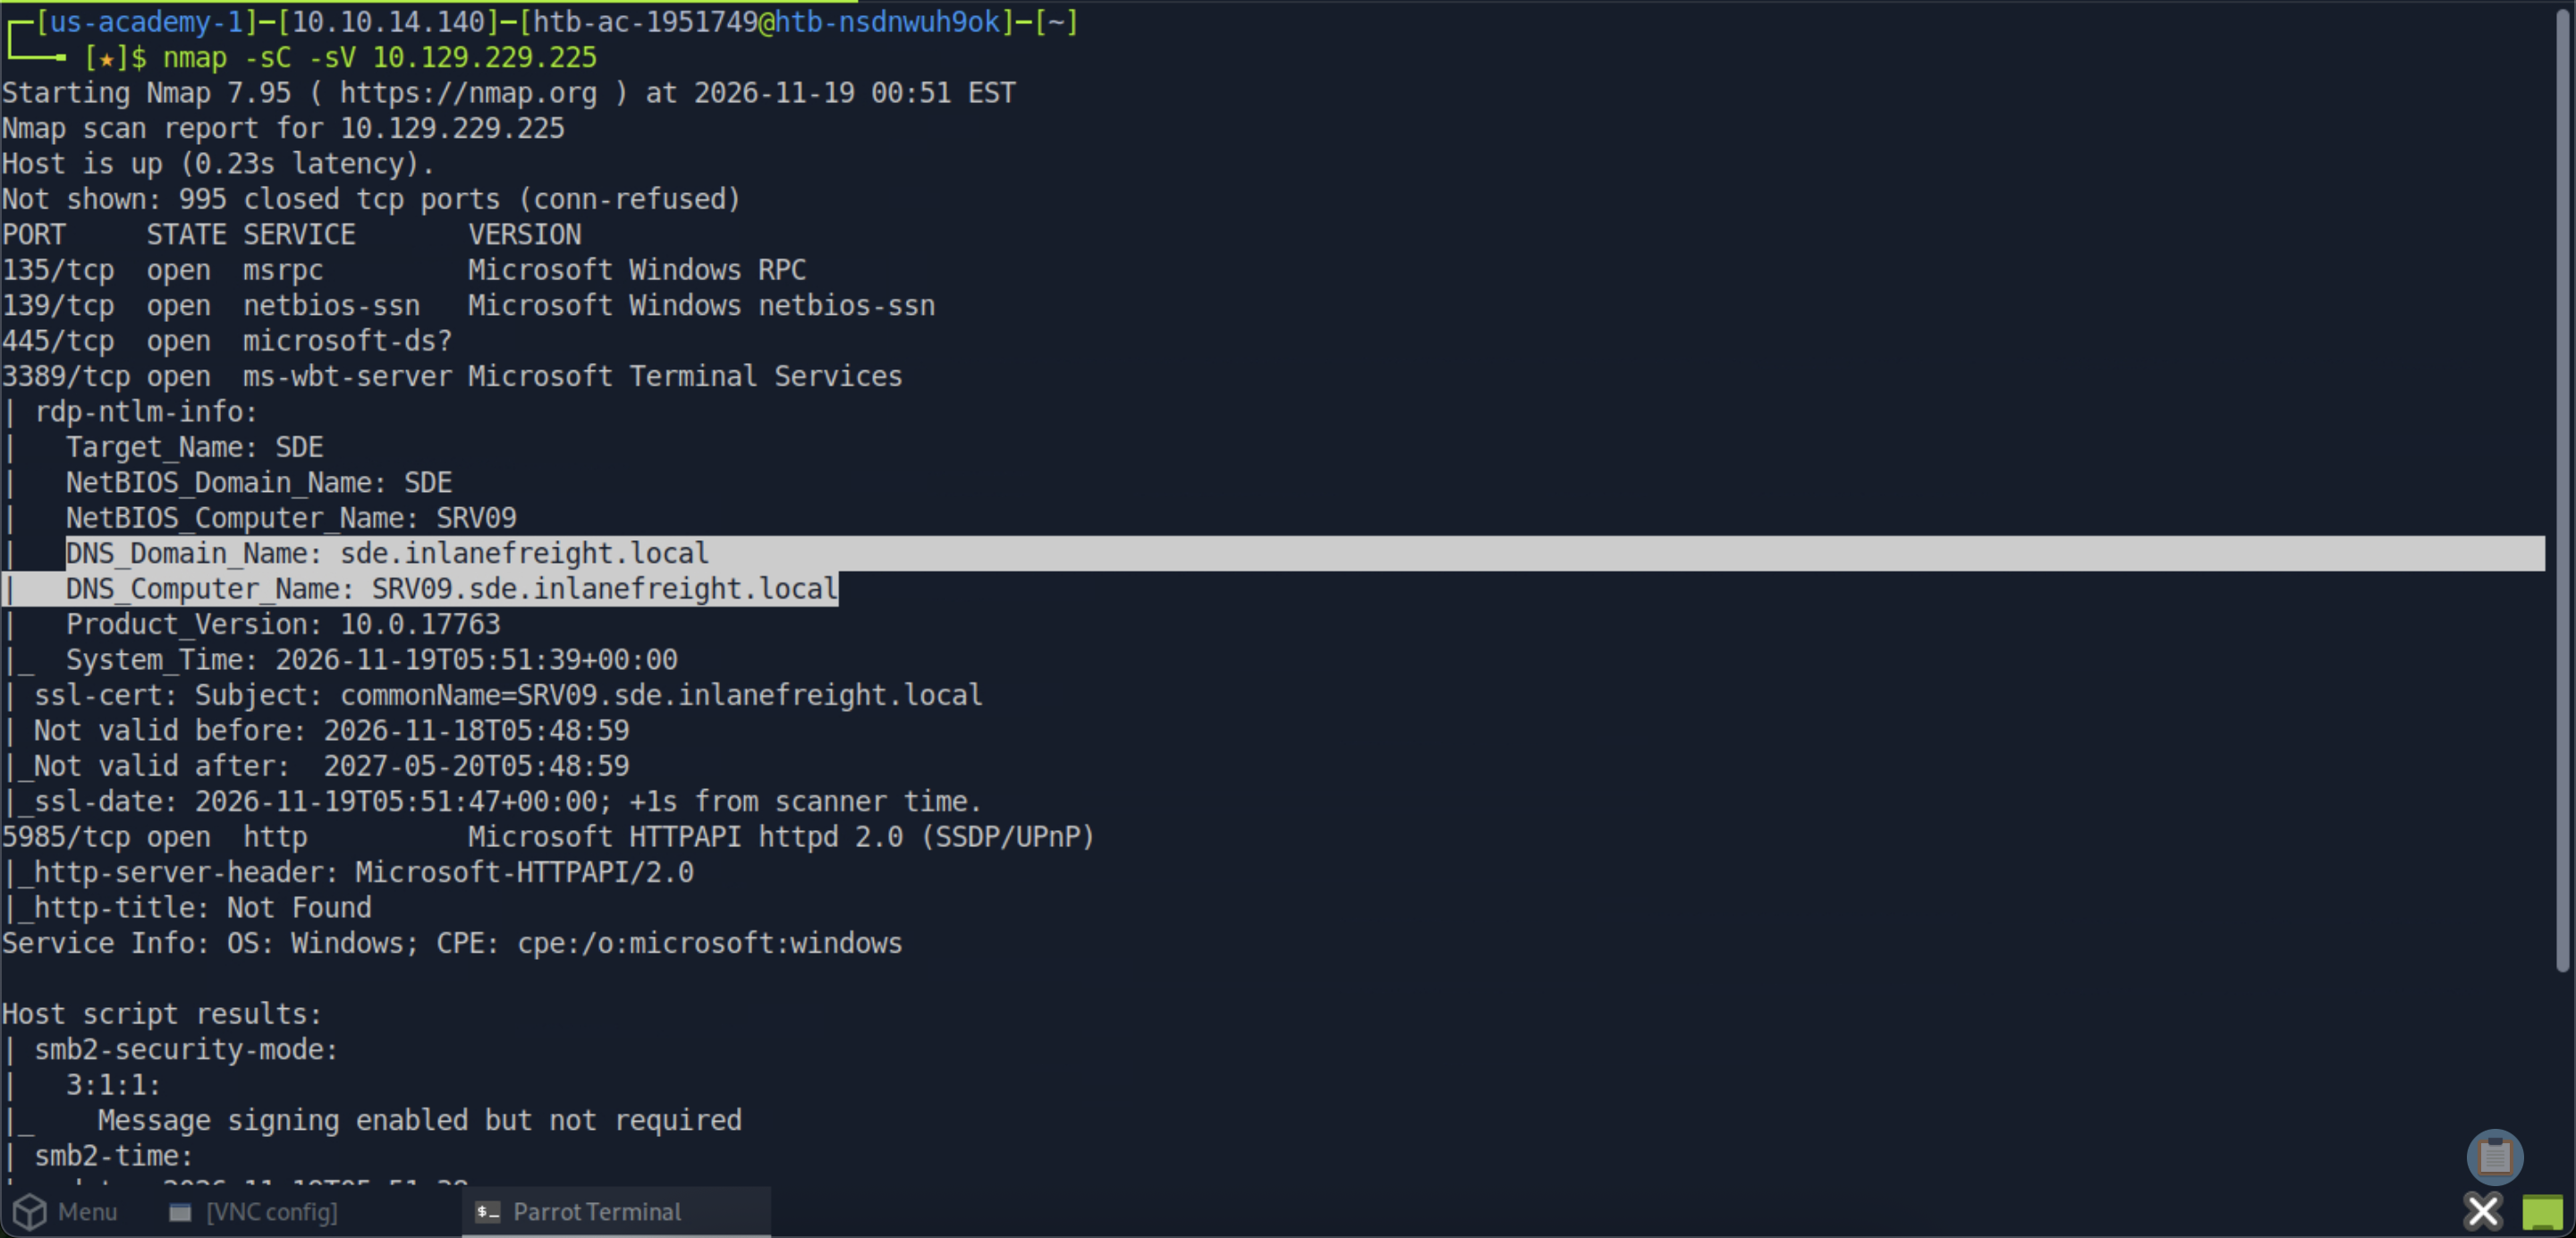 [us-academy-1]─[10.10.14.140]─[htb-ac-1951749@htb-nsdnwuh9ok]─[~]
[★]$ nmap -sC -sV 10.129.229.225
Starting Nmap 7.95 ( https://nmap.org ) at 2026-11-19 00:51 EST
Nmap scan report for 10.129.229.225
Host is up (0.23s latency).
Not shown: 995 closed tcp ports (conn-refused)
PORT     STATE SERVICE       VERSION
135/tcp  open  msrpc         Microsoft Windows RPC
139/tcp  open  netbios-ssn   Microsoft Windows netbios-ssn
445/tcp  open  microsoft-ds?
3389/tcp open  ms-wbt-server Microsoft Terminal Services
| rdp-ntlm-info:
|   Target_Name: SDE
|   NetBIOS_Domain_Name: SDE
|   NetBIOS_Computer_Name: SRV09
|   DNS_Domain_Name: sde.inlanefreight.local
|   DNS_Computer_Name: SRV09.sde.inlanefreight.local
|   Product_Version: 10.0.17763
|_  System_Time: 2026-11-19T05:51:39+00:00
| ssl-cert: Subject: commonName=SRV09.sde.inlanefreight.local
| Not valid before: 2026-11-18T05:48:59
|_Not valid after:  2027-05-20T05:48:59
|_ssl-date: 2026-11-19T05:51:47+00:00; +1s from scanner time.
5985/tcp open  http          Microsoft HTTPAPI httpd 2.0 (SSDP/UPnP)
|_http-server-header: Microsoft-HTTPAPI/2.0
|_http-title: Not Found
Service Info: OS: Windows; CPE: cpe:/o:microsoft:windows
Host script results:
| smb2-security-mode:
|   3:1:1:
|_    Message signing enabled but not required
| smb2-time:
Menu [VNC config] Parrot Terminal